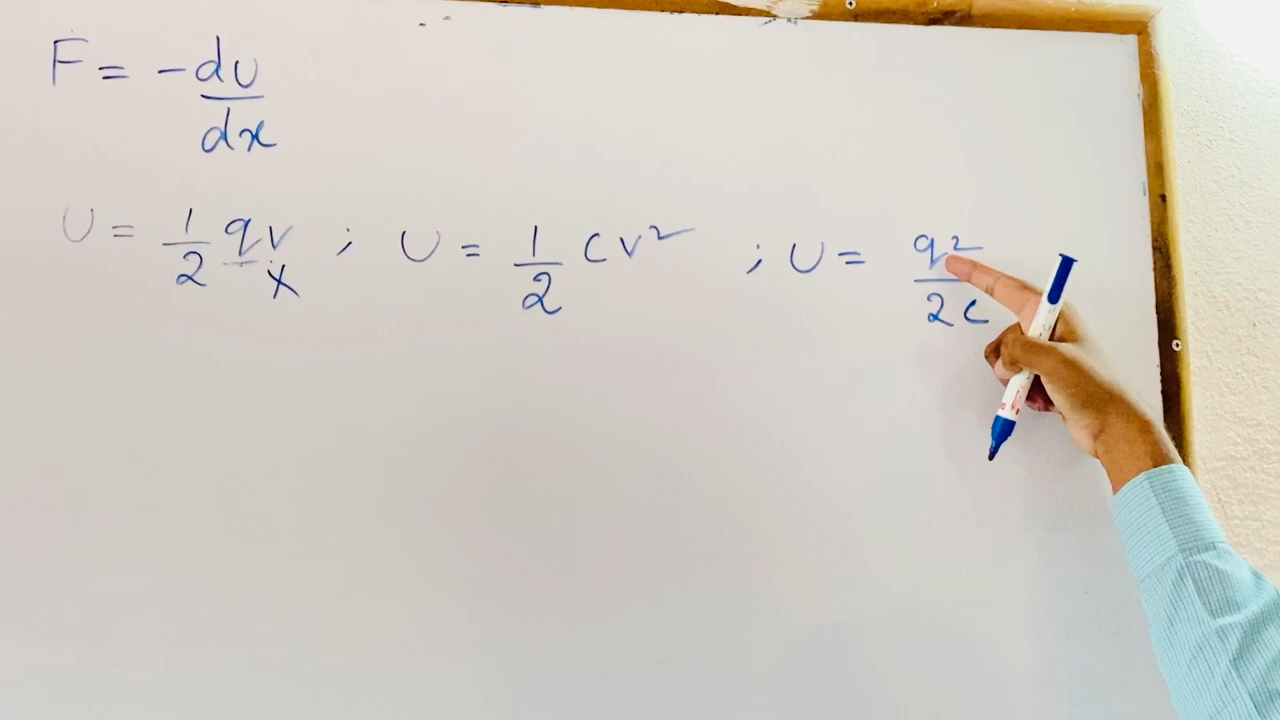 F = -du/dx
U = 1/2 qv ; U = 1/2 cv² ; U = q²/2c
x